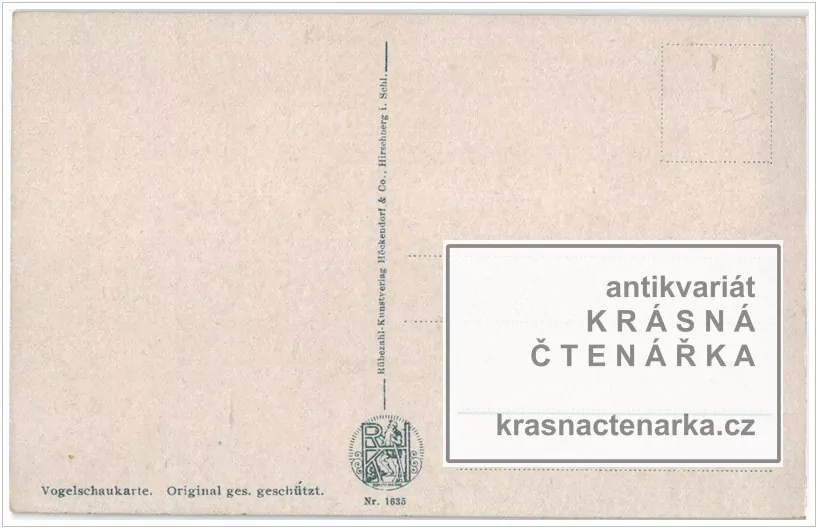 Rübezahl-Kunstverlag Höckendorf & Co., Hirschberg i. Schl.
antikvariát
KRÁSNÁ
ČTENÁŘKA
krasnactenarka.cz
Vogelschaukarte. Original ges. geschützt.
Nr. 1635